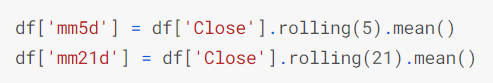 df['mm5d'] = df['Close'].rolling(5).mean()
df['mm21d'] = df['Close'].rolling(21).mean()